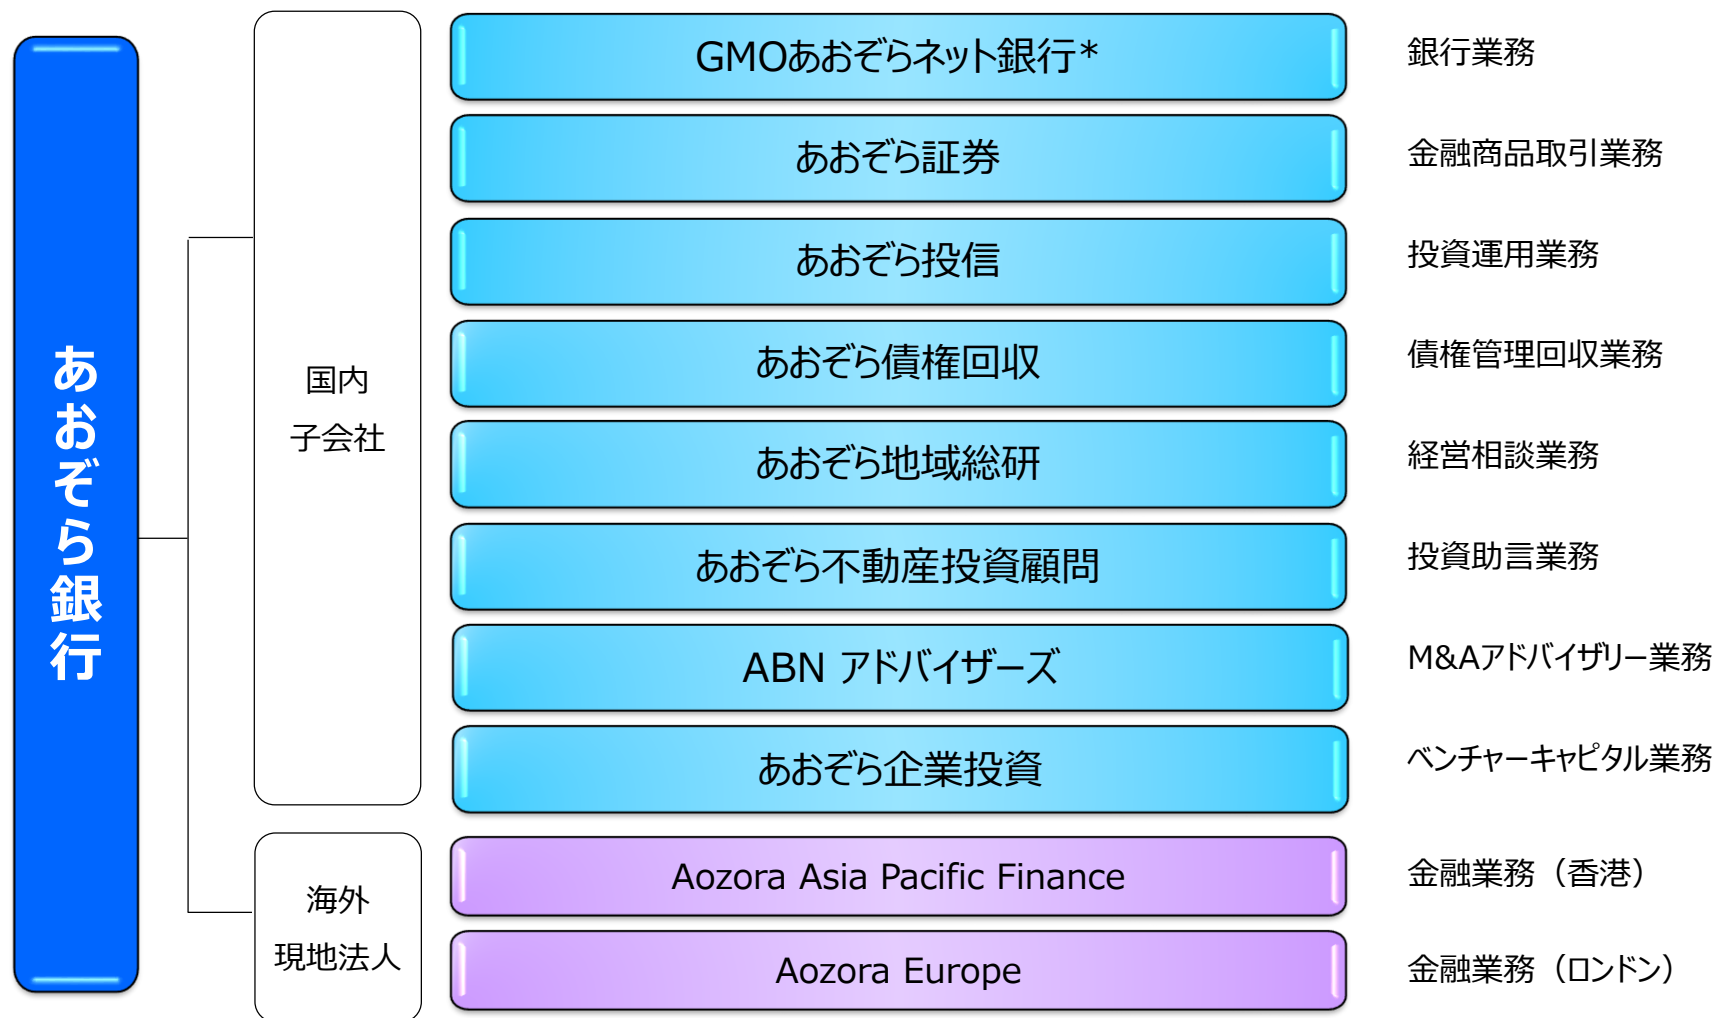 あおぞら銀行
国内
子会社
GMOあおぞらネット銀行* 銀行業務
あおぞら証券 金融商品取引業務
あおぞら投信 投資運用業務
あおぞら債権回収 債権管理回収業務
あおぞら地域総研 経営相談業務
あおぞら不動産投資顧問 投資助言業務
ABN アドバイザーズ M&Aアドバイザリー業務
あおぞら企業投資 ベンチャーキャピタル業務
海外
現地法人
Aozora Asia Pacific Finance 金融業務（香港）
Aozora Europe 金融業務（ロンドン）